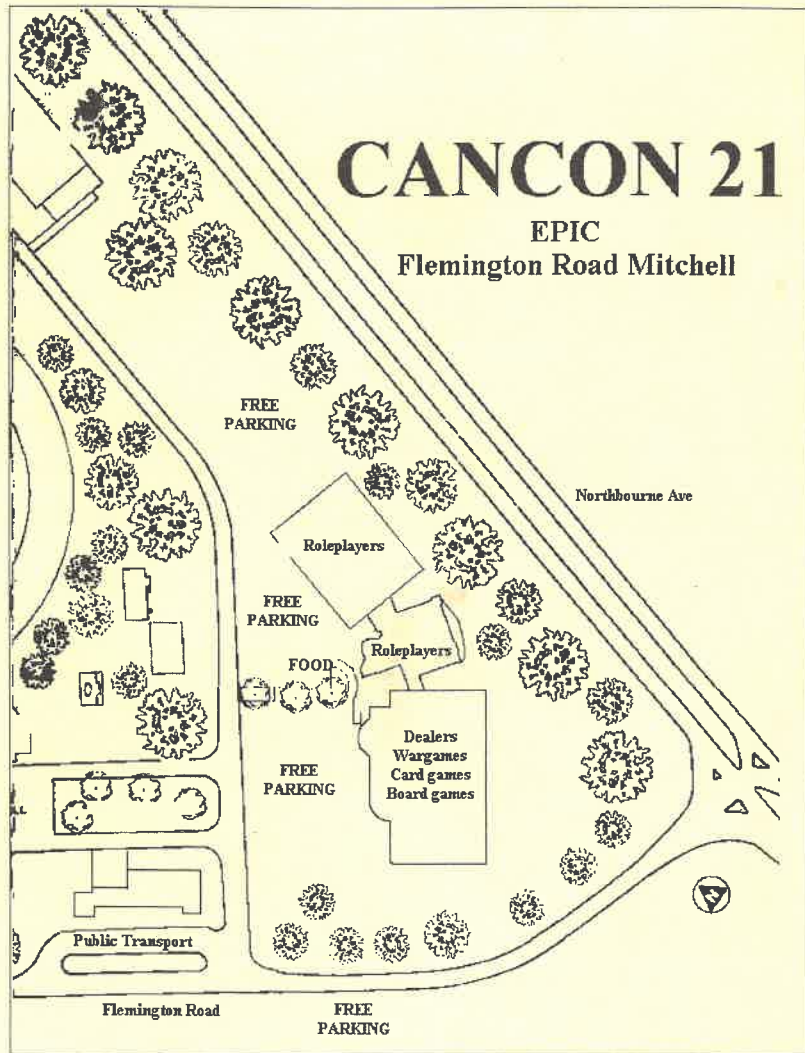 CANCON 21
EPIC
Flemington Road Mitchell
FREE
PARKING
Northbourne Ave
Roleplayers
FREE
PARKING
Roleplayers
FOOD
Dealers
Wargames
Card games
Board games
FREE
PARKING
Public Transport
Flemington Road
FREE
PARKING